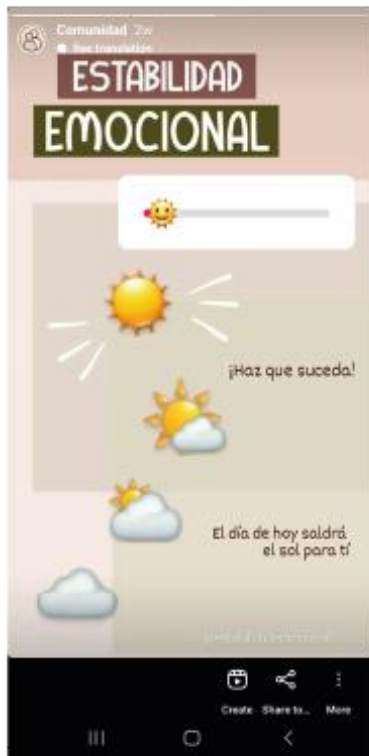 Comunidad 2w
See translation
ESTABILIDAD
EMOCIONAL
¡Haz que suceda!
El día de hoy saldrá
el sol para tí
Create Share to... More